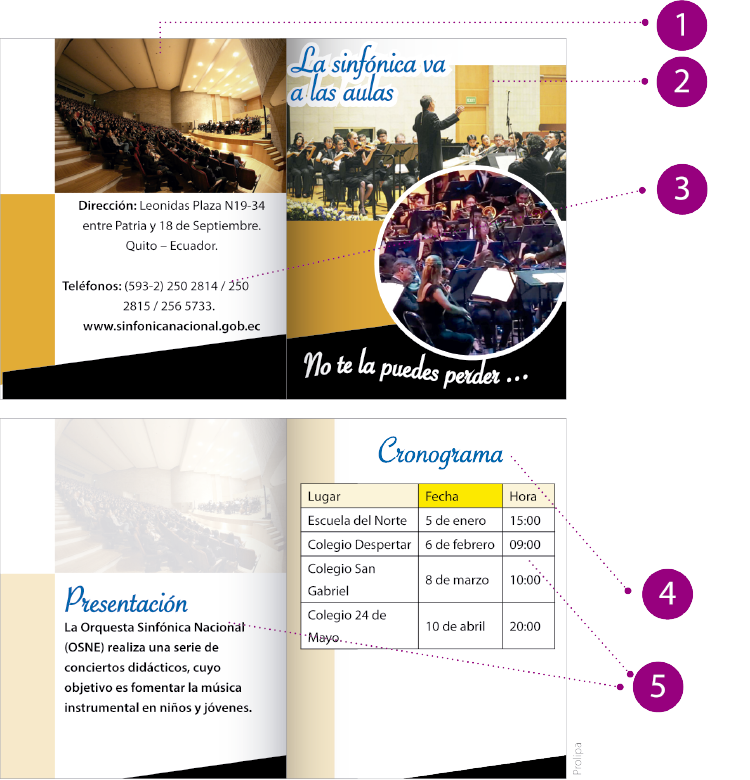 1
La sinfónica va
a las aulas
2
3
Dirección: Leonidas Plaza N19-34
entre Patria y 18 de Septiembre.
Quito – Ecuador.
Teléfonos: (593-2) 250 2814 / 250
2815 / 256 5733.
www.sinfonicanacional.gob.ec
No te la puedes perder ...
Cronograma
Lugar Fecha Hora
Escuela del Norte 5 de enero 15:00
Colegio Despertar 6 de febrero 09:00
Colegio San
Gabriel 8 de marzo 10:00
Colegio 24 de
Mayo 10 de abril 20:00
4
Presentación
La Orquesta Sinfónica Nacional
(OSNE) realiza una serie de
conciertos didácticos, cuyo
objetivo es fomentar la música
instrumental en niños y jóvenes.
5
Prolipa